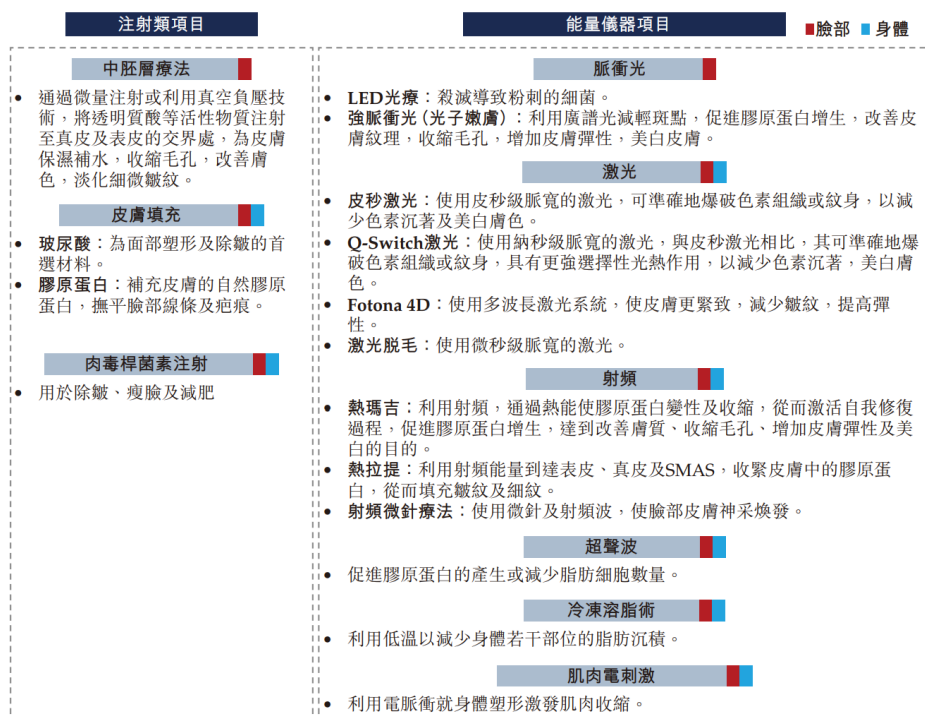 注射類項目
中胚層療法
• 通過微量注射或利用真空負壓技
術，將透明質酸等活性物質注射
至真皮及表皮的交界處，為皮膚
保濕補水，收縮毛孔，改善膚
色，淡化細微皺紋。
皮膚填充
• 玻尿酸：為面部塑形及除皺的首
選材料。
• 膠原蛋白：補充皮膚的自然膠原
蛋白，撫平臉部線條及疤痕。
肉毒桿菌素注射
• 用於除皺、瘦臉及減肥
能量儀器項目
臉部 身體
脈衝光
• LED光療：殺滅導致粉刺的細菌。
• 強脈衝光（光子嫩膚）：利用廣譜光減輕斑點，促進膠原蛋白增生，改善皮
膚紋理，收縮毛孔，增加皮膚彈性，美白皮膚。
激光
• 皮秒激光：使用皮秒級脈寬的激光，可準確地爆破色素組織或紋身，以減
少色素沉著及美白膚色。
• Q-Switch激光：使用納秒級脈寬的激光，與皮秒激光相比，其可準確地爆
破色素組織或紋身，具有更強選擇性光熱作用，以減少色素沉著，美白膚
色。
• Fotona 4D：使用多波長激光系統，使皮膚更緊致，減少皺紋，提高彈
性。
• 激光脱毛：使用微秒級脈寬的激光。
射頻
• 熱瑪吉：利用射頻，通過熱能使膠原蛋白變性及收縮，從而激活自我修復
過程，促進膠原蛋白增生，達到改善膚質、收縮毛孔、增加皮膚彈性及美
白的目的。
• 熱拉提：利用射頻能量到達表皮、真皮及SMAS，收緊皮膚中的膠原蛋
白，從而填充皺紋及細紋。
• 射頻微針療法：使用微針及射頻波，使臉部皮膚神采煥發。
超聲波
• 促進膠原蛋白的產生或減少脂肪細胞數量。
冷凍溶脂術
• 利用低溫以減少身體若干部位的脂肪沉積。
肌肉電刺激
• 利用電脈衝就身體塑形激發肌肉收縮。